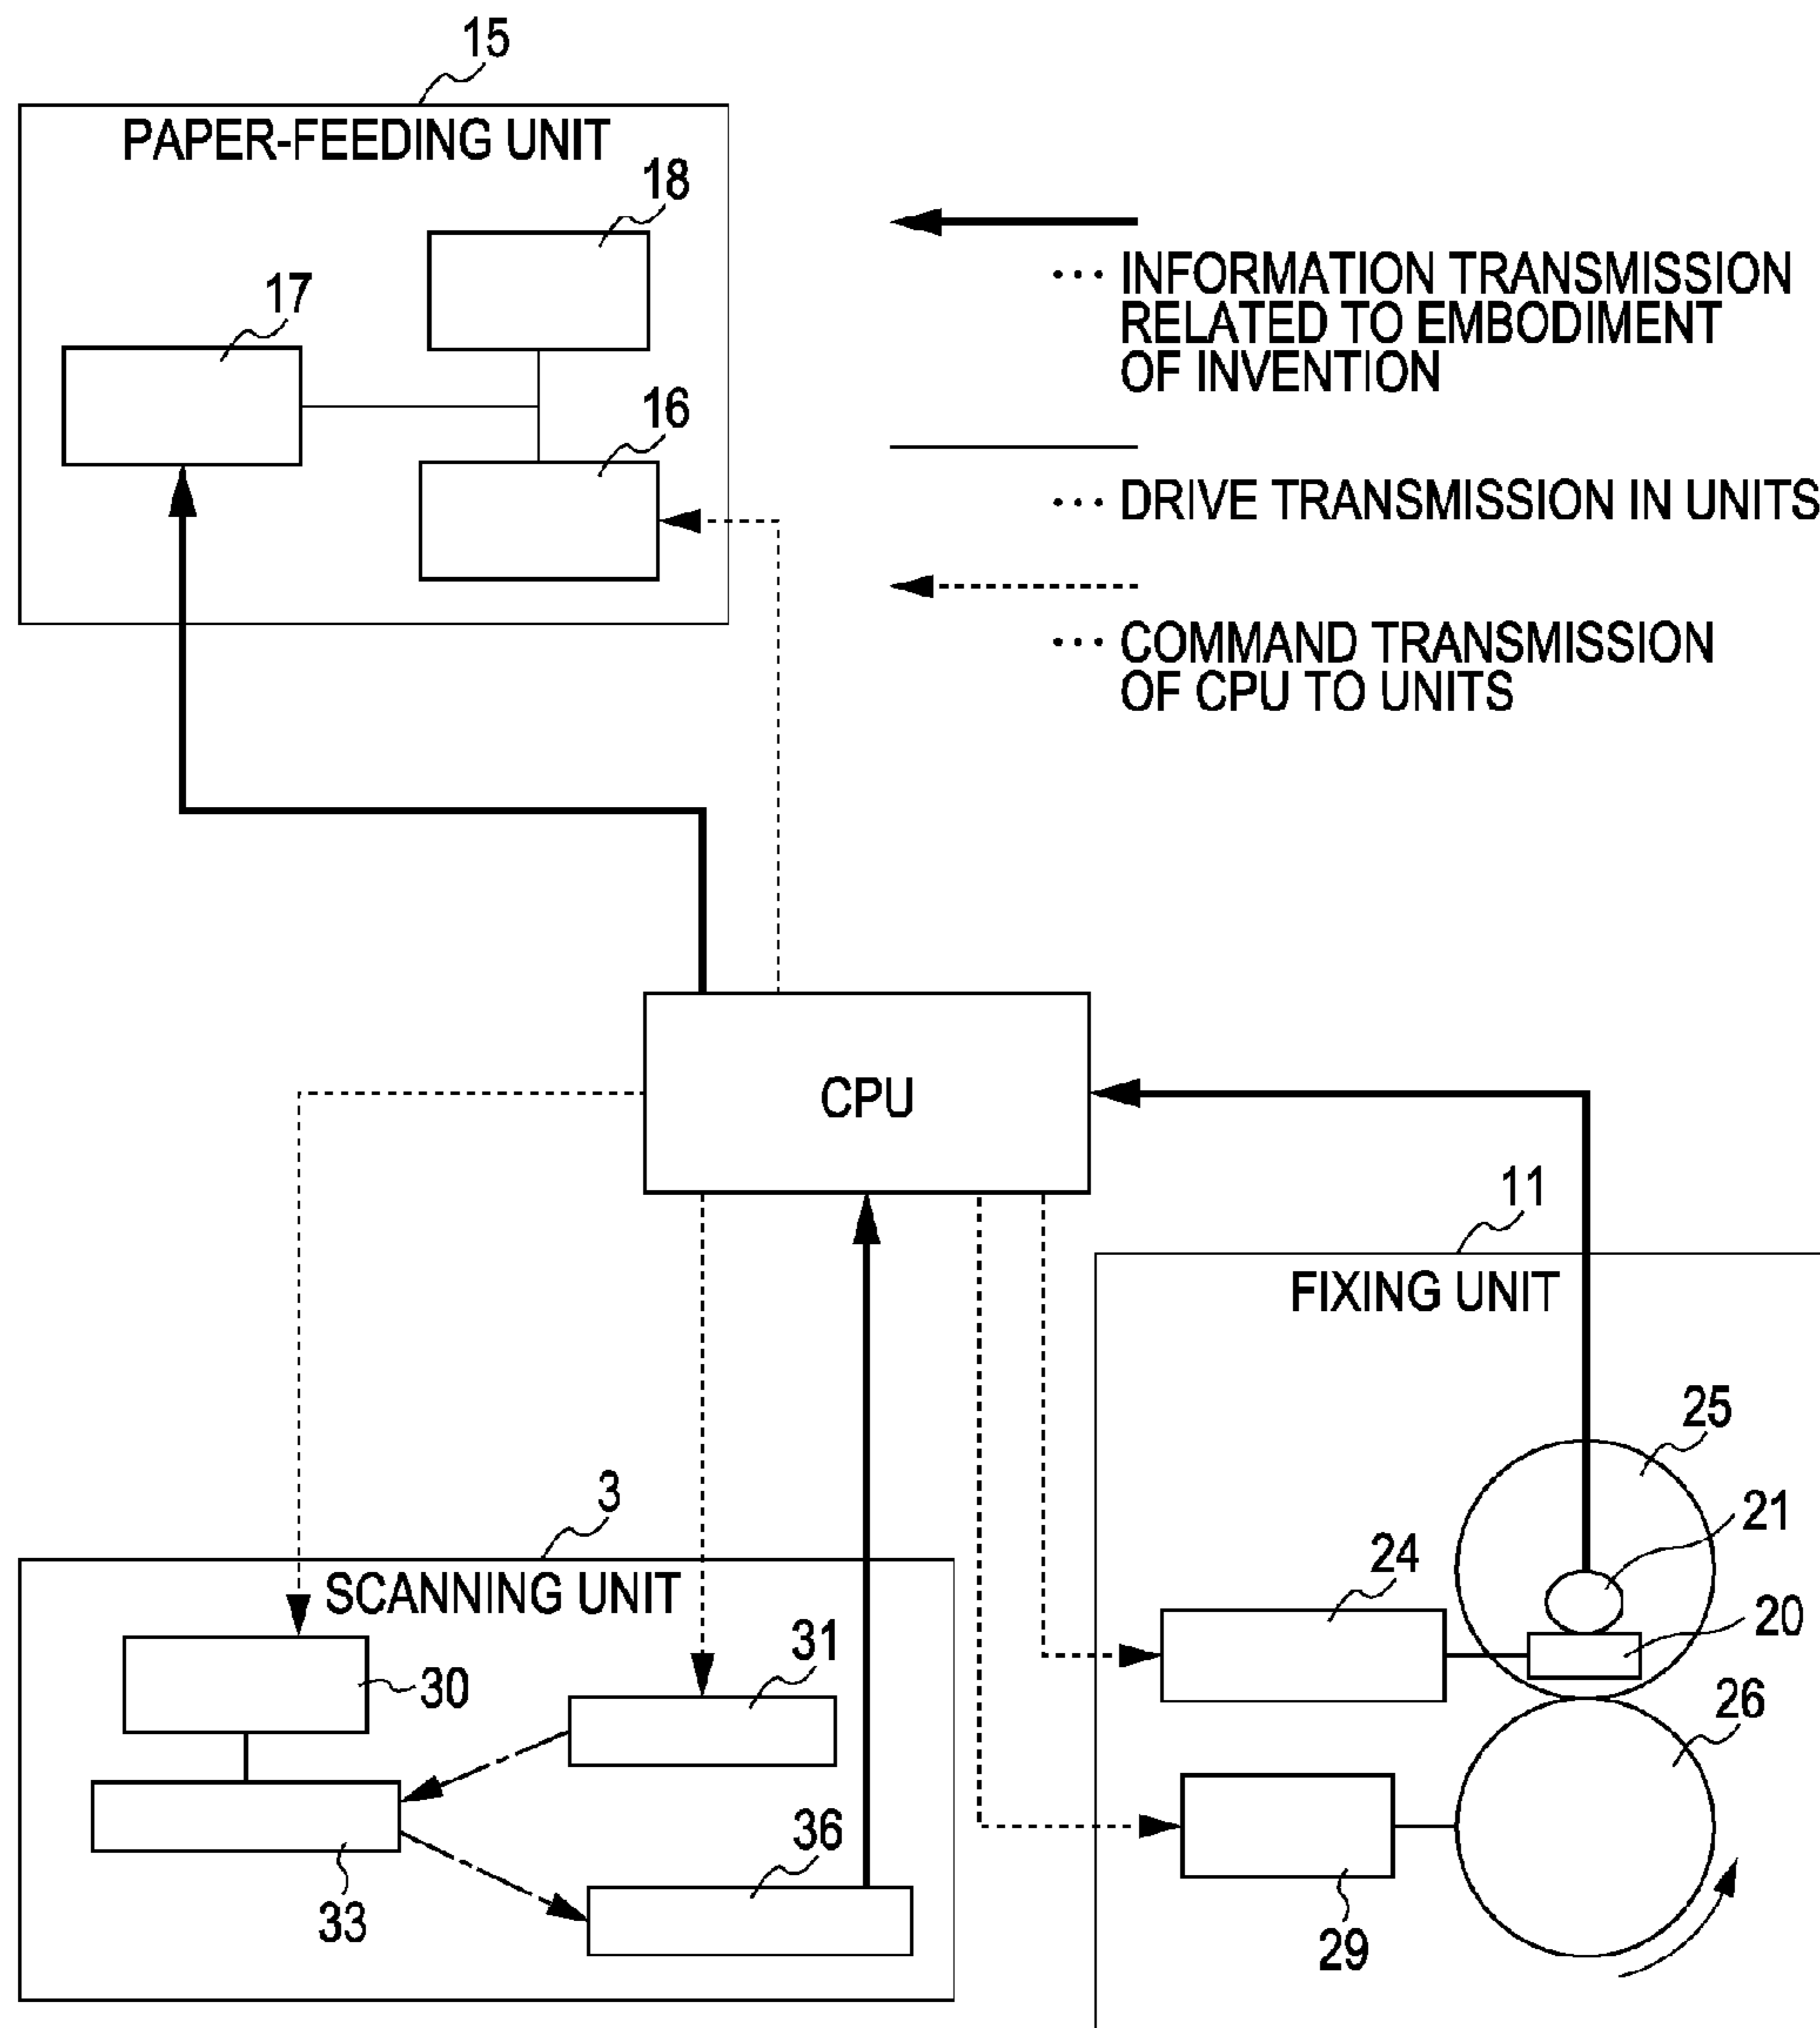 15
PAPER-FEEDING UNIT
18
17
16
... INFORMATION TRANSMISSION
RELATED TO EMBODIMENT
OF INVENTION
... DRIVE TRANSMISSION IN UNITS
... COMMAND TRANSMISSION
OF CPU TO UNITS
CPU
11
FIXING UNIT
25
21
24
20
26
29
3
SCANNING UNIT
31
30
36
33